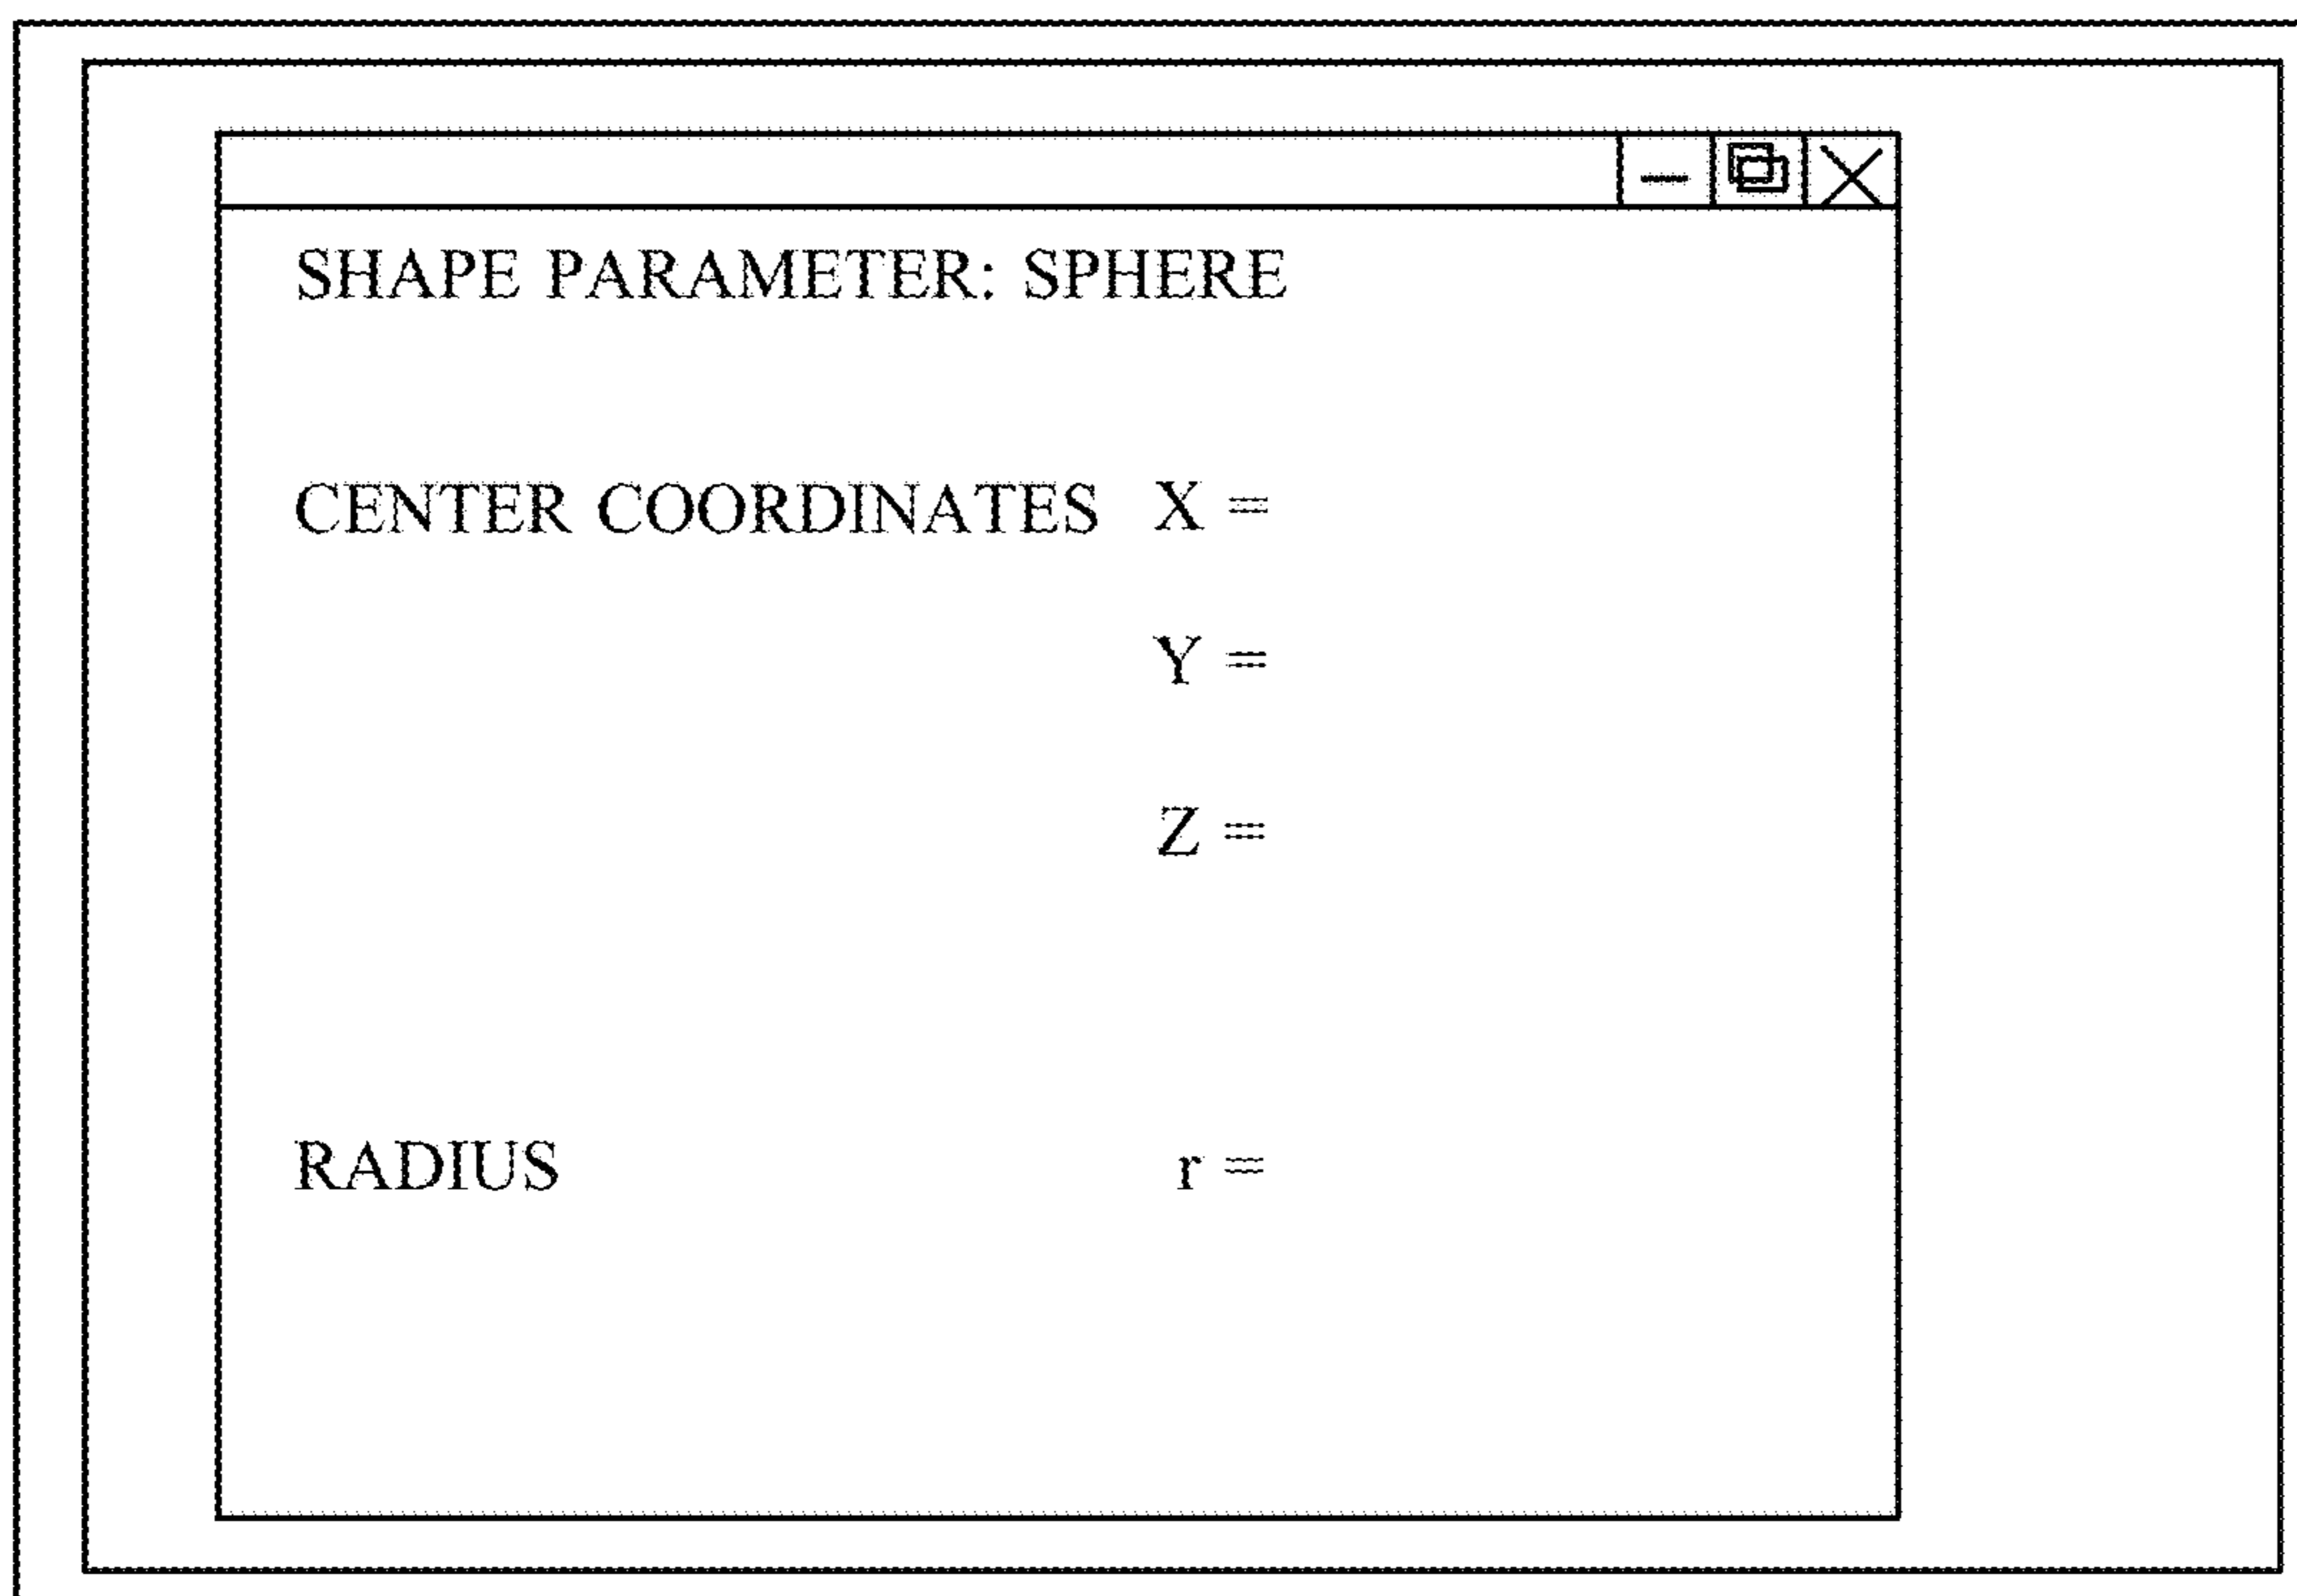 SHAPE PARAMETER: SPHERE
CENTER COORDINATES X =
Y =
Z =
RADIUS r =